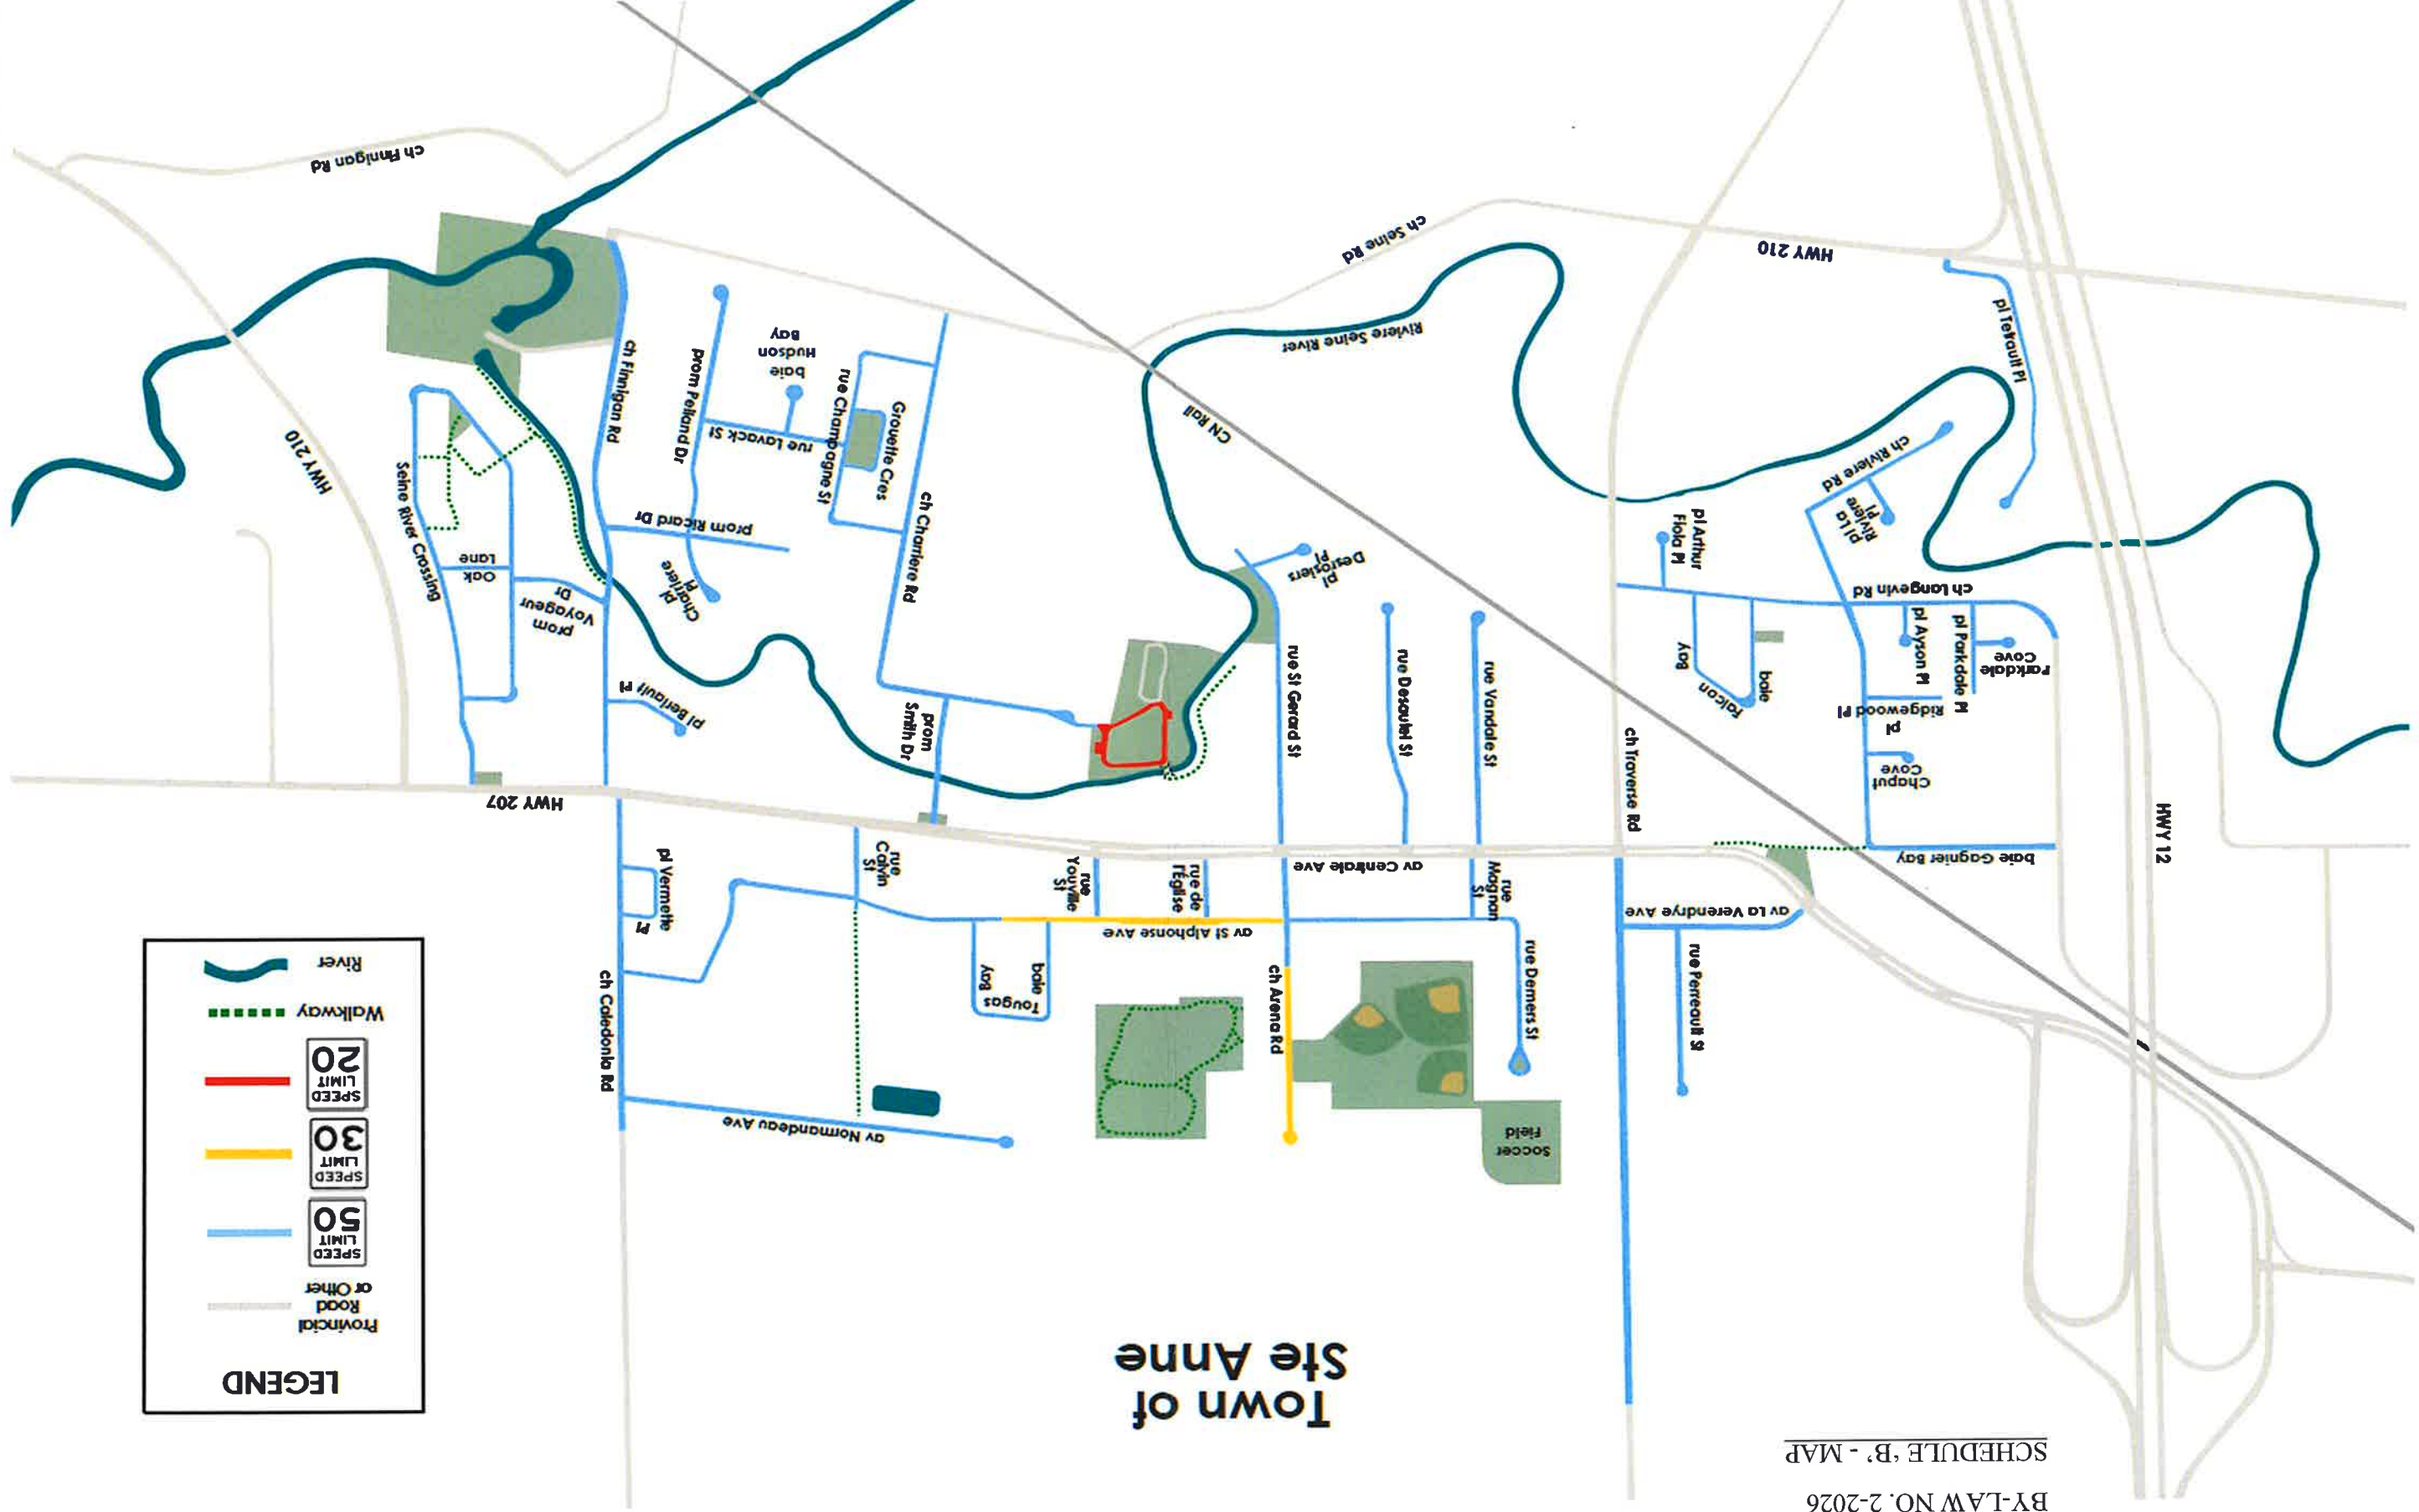 BY-LAW NO. 2-2026
SCHEDULE 'B' - MAP
Town of
Ste Anne
LEGEND
Provincial
Road
or Other
SPEED
LIMIT
50
SPEED
LIMIT
30
SPEED
LIMIT
20
Walkway
River
Soccer
Field
av Normandeau Ave
ch Caledonia Rd
rue Perreault St
rue Demers St
ch Arena Rd
baie
Tougas
Bay
av La Verendrye Ave
av St Alphonse Ave
pl Vermette
Pl
rue
Magnan
St
rue de
l'Église
rue
Youville
St
rue
Calvin
St
baie Gagnier Bay
av Centrale Ave
HWY 12
HWY 207
ch Traverse Rd
Chaput
Cove
pl
Ridgewood Pl
prom
Smith Dr
pl Beriault Pl
Parkdale
Cove
pl Parkdale Pl
pl Ayson Pl
baie
Falcon
Bay
rue Vandale St
rue Desautel St
rue St Gerard St
ch Langevin Rd
pl
Desrosiers
Pl
pl
Charriere
Pl
prom
Voyageur
Dr
Oak
Lane
Seine River Crossing
pl Arthur
Fiola Pl
pl La
Riviere
Pl
ch Riviere Rd
ch Charriere Rd
prom Ricard Dr
HWY 210
CN Rail
Grouette Cres
rue Champagne St
rue Lavack St
baie
Hudson
Bay
prom Pelland Dr
ch Finnigan Rd
pl Tetrault Pl
Riviere Seine River
HWY 210
ch Seine Rd
ch Finnigan Rd